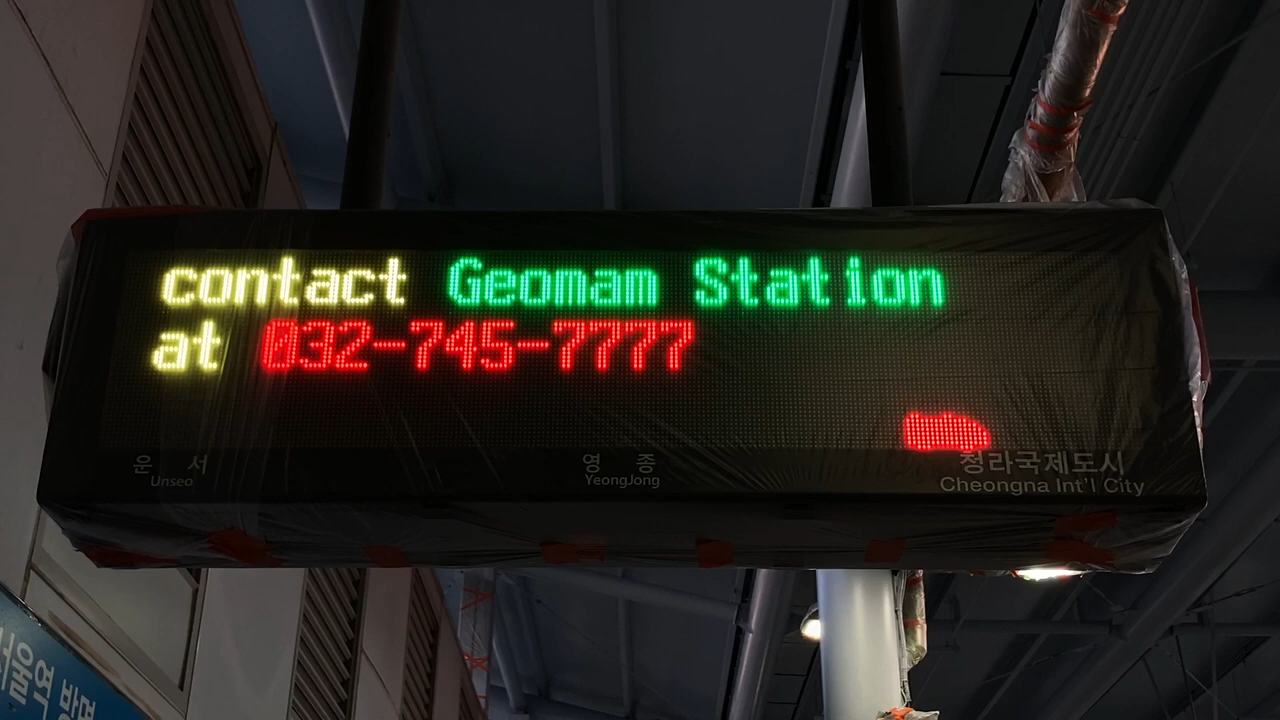 contact Geomam Station
at 032-745-7777
운 서
Unseo
영 종
YeongJong
청라국제도시
Cheongna Int'l City
서울역 방면